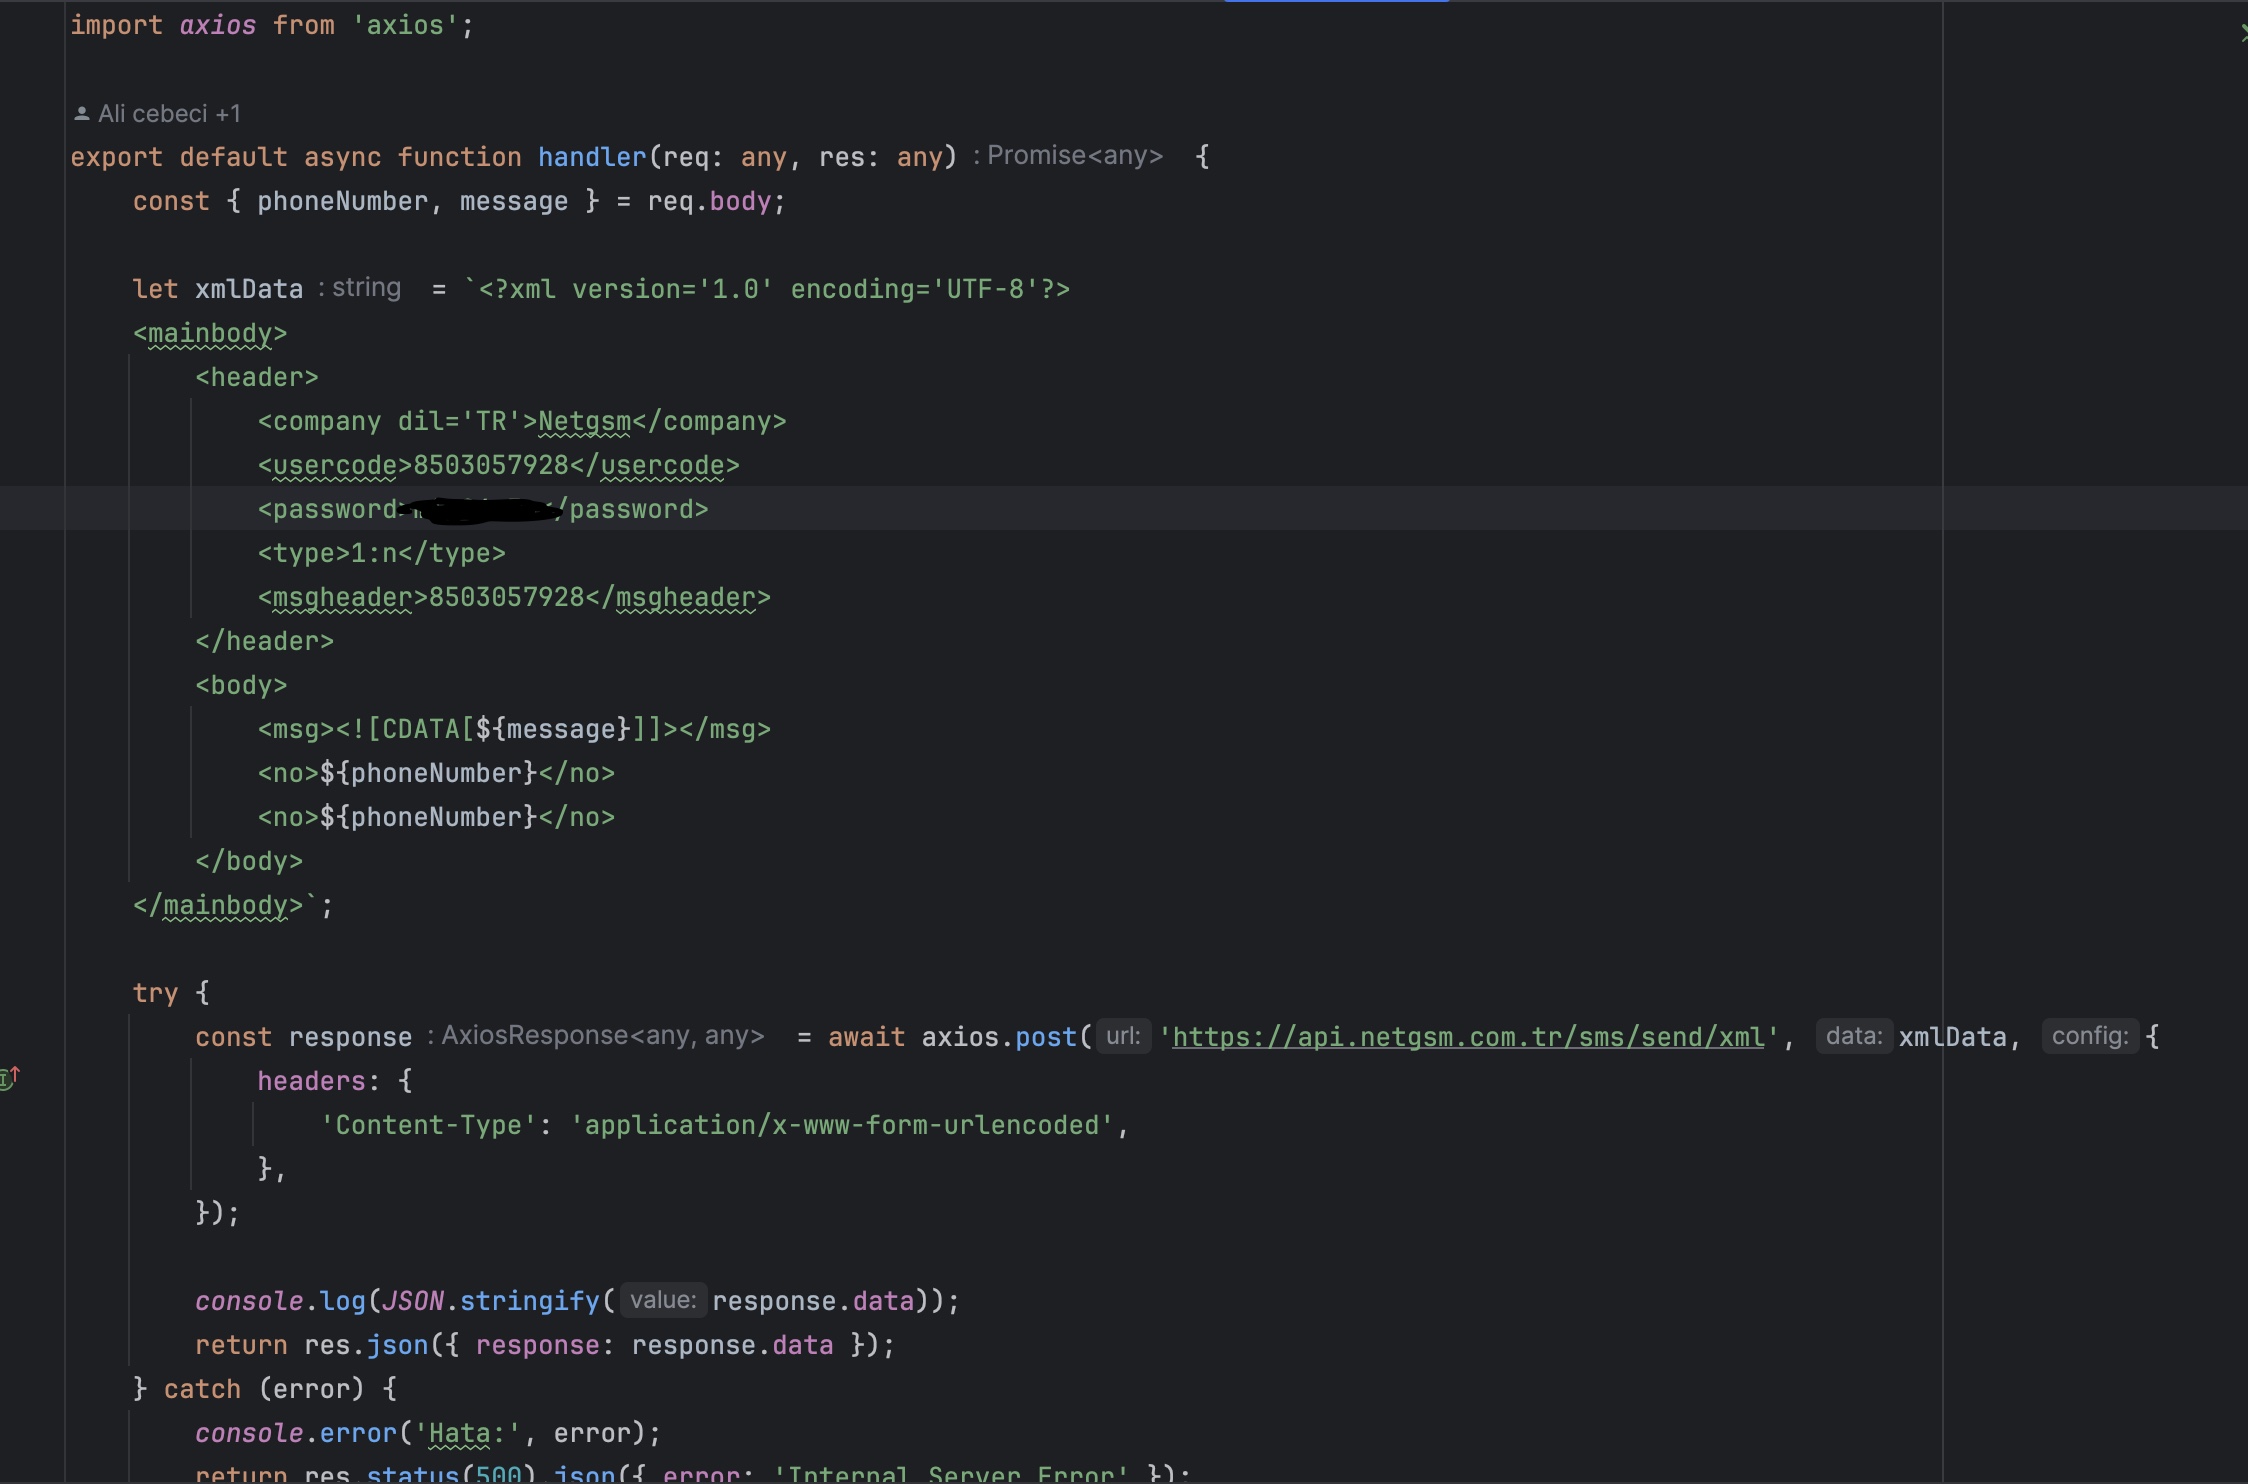 import axios from 'axios';
Ali cebeci +1
export default async function handler(req: any, res: any) : Promise<any> {
const { phoneNumber, message } = req.body;
let xmlData : string = `<?xml version='1.0' encoding='UTF-8'?>
<mainbody>
<header>
<company dil='TR'>Netgsm</company>
<usercode>8503057928</usercode>
<password> /password>
<type>1:n</type>
<msgheader>8503057928</msgheader>
</header>
<body>
<msg><![CDATA[${message}]]></msg>
<no>${phoneNumber}</no>
<no>${phoneNumber}</no>
</body>
</mainbody>`;
try {
const response : AxiosResponse<any, any> = await axios.post( url: 'https://api.netgsm.com.tr/sms/send/xml', data: xmlData, config: {
headers: {
'Content-Type': 'application/x-www-form-urlencoded',
},
});
console.log(JSON.stringify( value: response.data));
return res.json({ response: response.data });
} catch (error) {
console.error('Hata:', error);
return res.status(500).json({ error: 'Internal Server Error' });